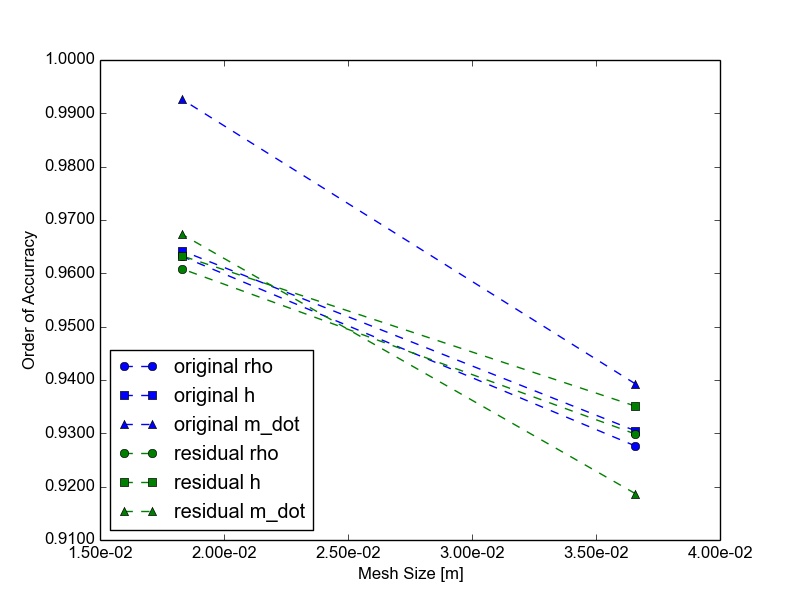 1.0000
0.9900
0.9800
0.9700
0.9600
0.9500
0.9400
0.9300
0.9200
0.9100
Order of Accurracy
original rho
original h
original m_dot
residual rho
residual h
residual m_dot
1.50e-02 2.00e-02 2.50e-02 3.00e-02 3.50e-02 4.00e-02
Mesh Size [m]